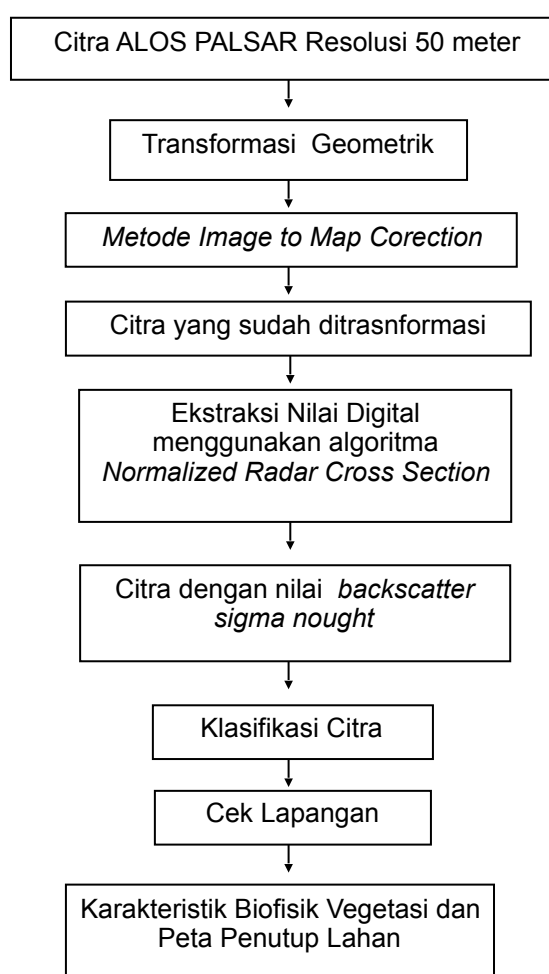 Citra ALOS PALSAR Resolusi 50 meter
Transformasi Geometrik
Metode Image to Map Corection
Citra yang sudah ditrasnformasi
Ekstraksi Nilai Digital
menggunakan algoritma
Normalized Radar Cross Section
Citra dengan nilai backscatter
sigma nought
Klasifikasi Citra
Cek Lapangan
Karakteristik Biofisik Vegetasi dan
Peta Penutup Lahan